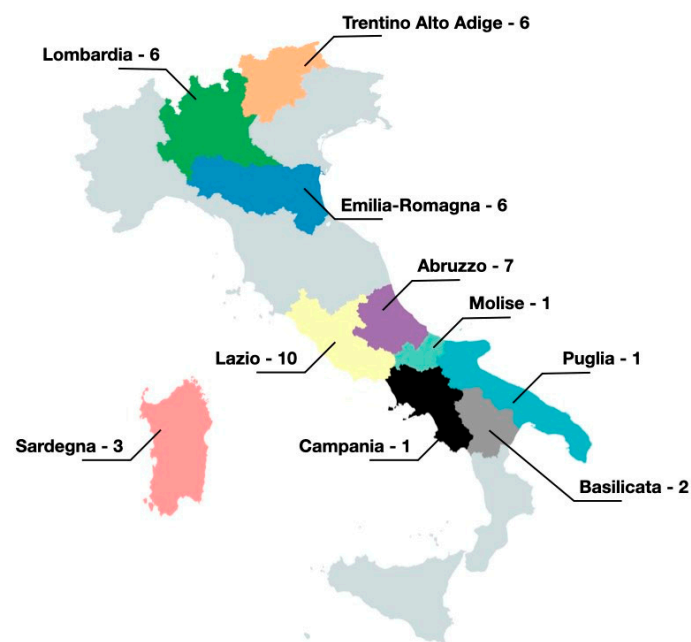 Trentino Alto Adige - 6
Lombardia - 6
Emilia-Romagna - 6
Abruzzo - 7
Molise - 1
Lazio - 10
Puglia - 1
Sardegna - 3
Campania - 1
Basilicata - 2